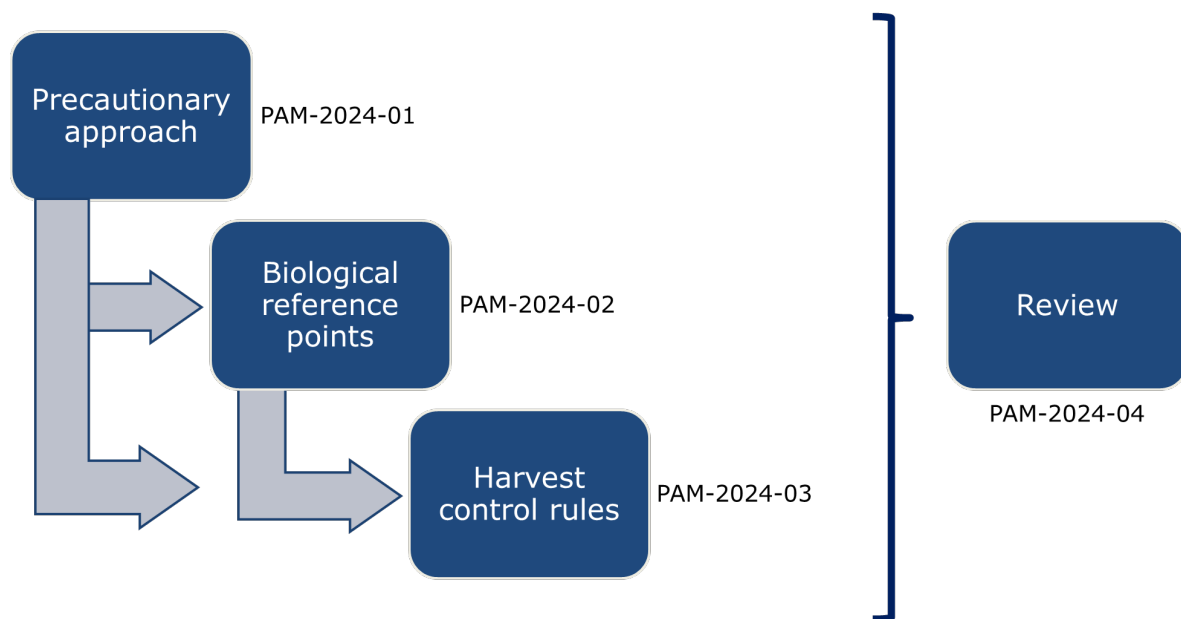 Precautionary
approach
PAM-2024-01
Biological
reference
points
PAM-2024-02
Harvest
control rules
PAM-2024-03
Review
PAM-2024-04